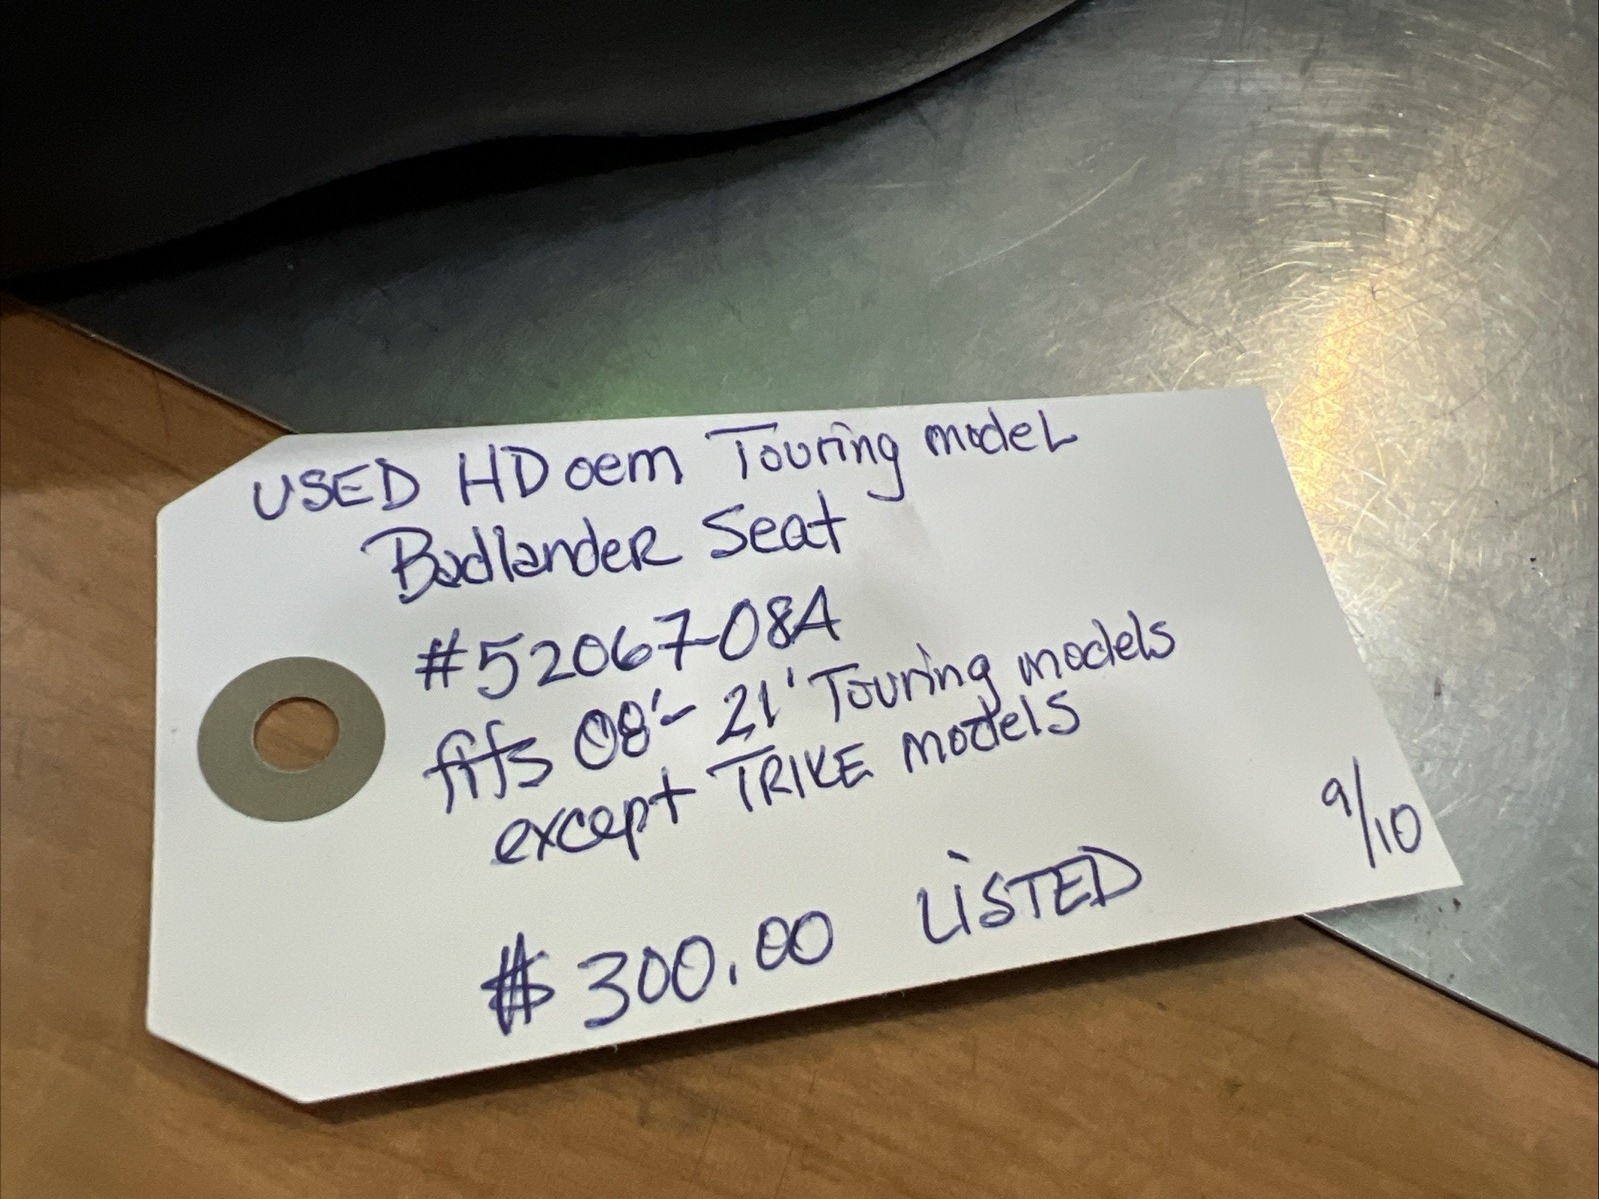 USED HD oem Touring model
Badlander Seat
#52067-08A
fits 08'- 21' Touring models
except TRIKE models
9/10
$300.00 LISTED